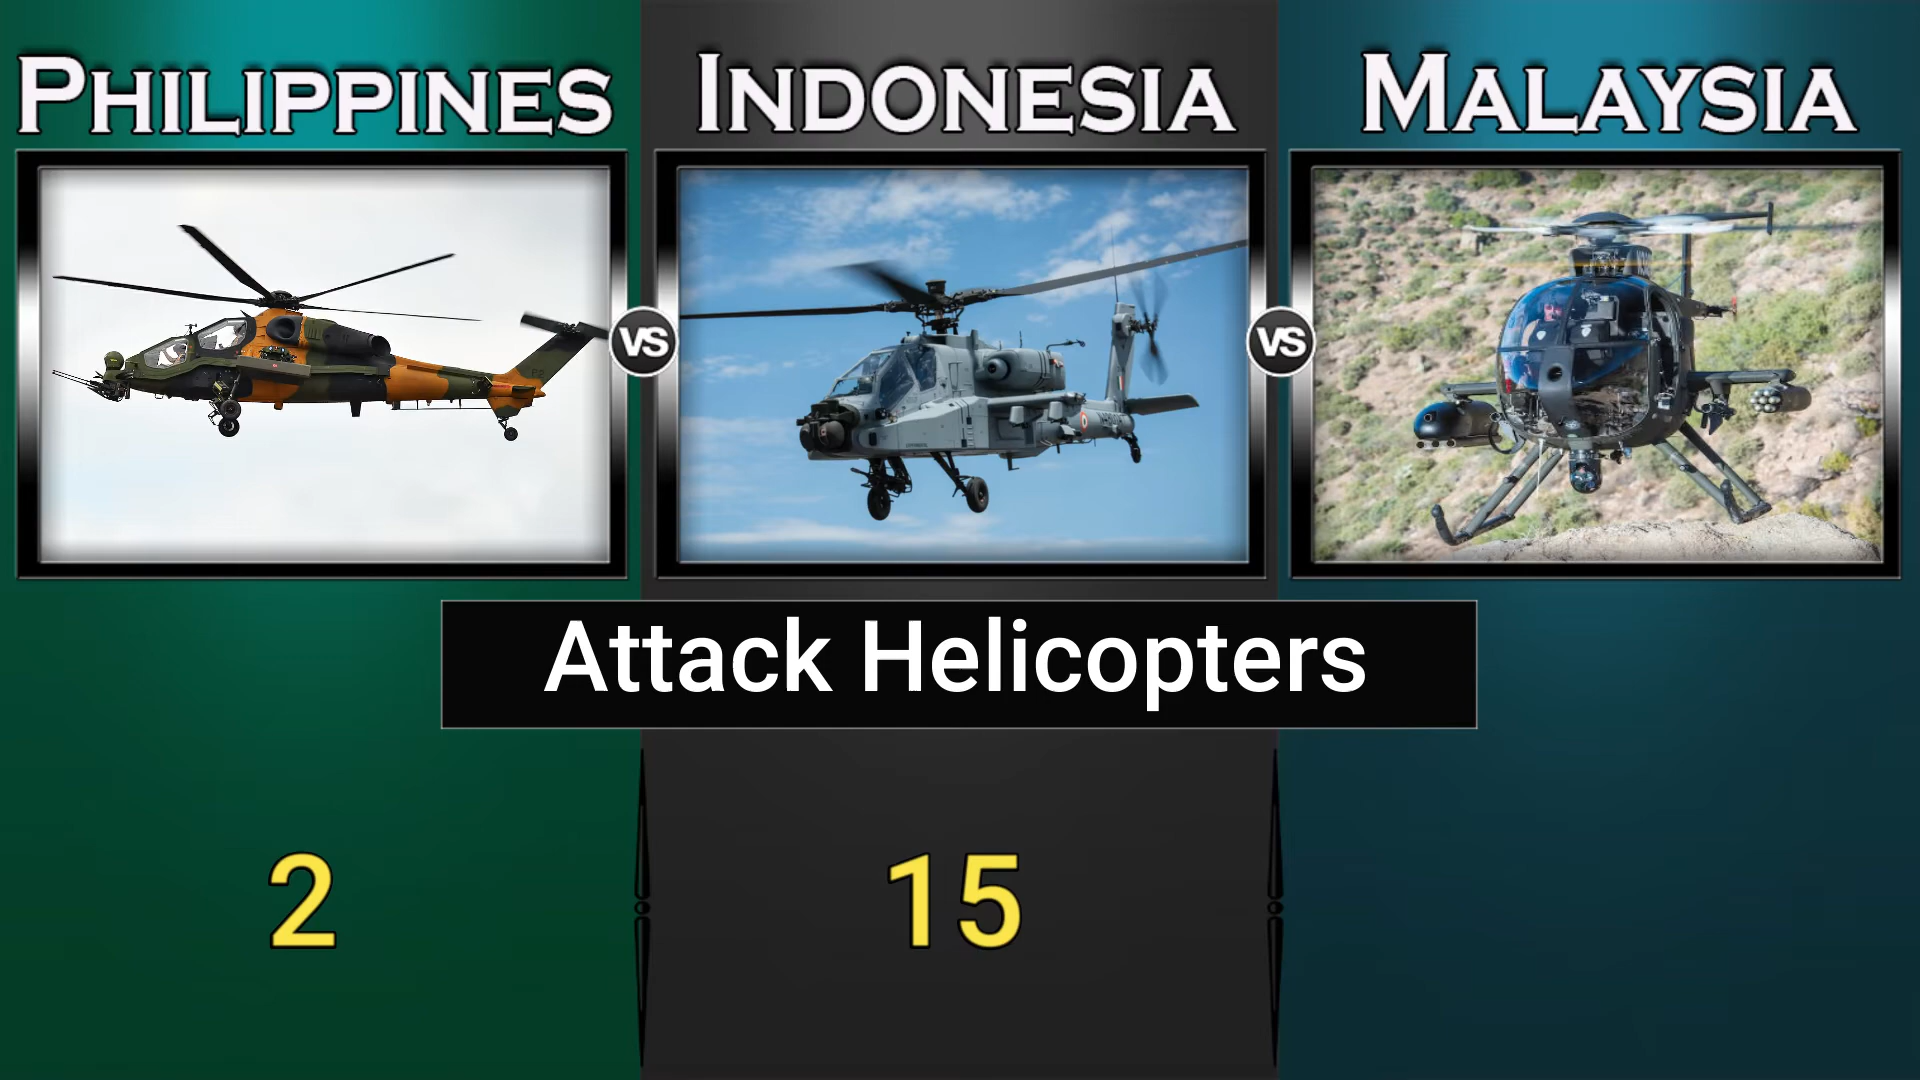 PHILIPPINES
INDONESIA
MALAYSIA
VS
VS
Attack Helicopters
2
15